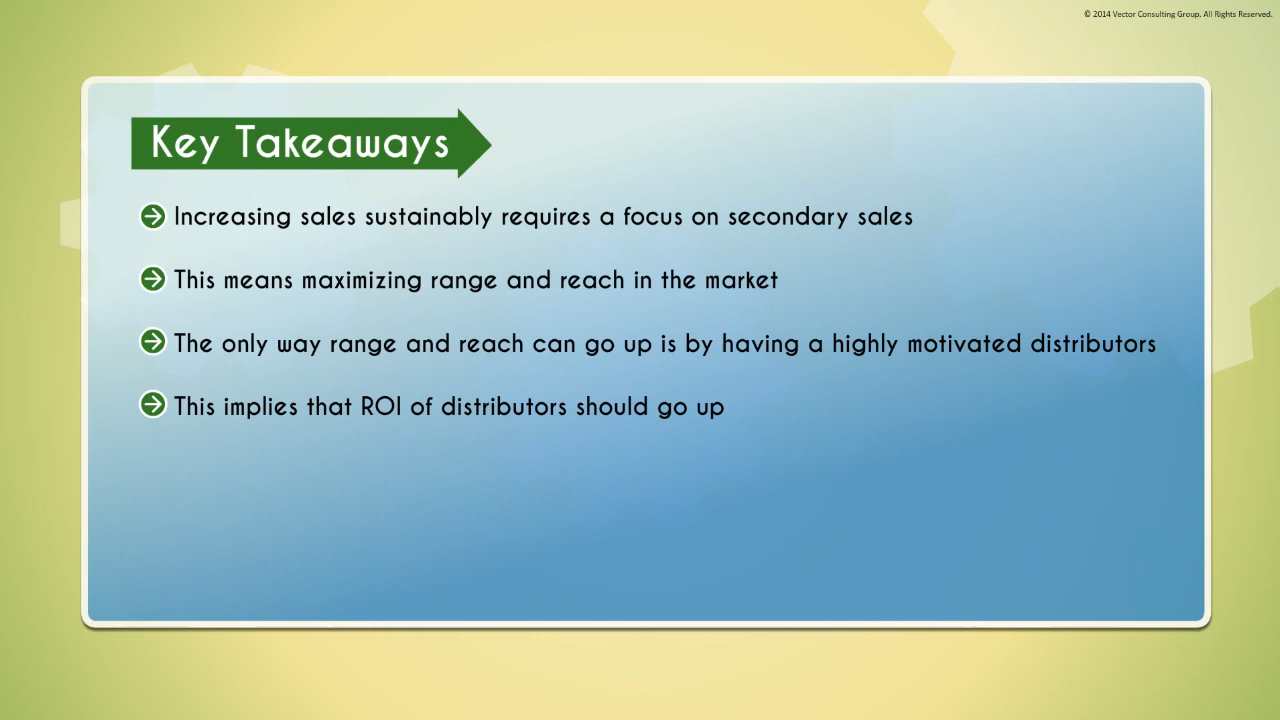 © 2014 Vector Consulting Group. All Rights Reserved.
Key Takeaways
Increasing sales sustainably requires a focus on secondary sales
This means maximizing range and reach in the market
The only way range and reach can go up is by having a highly motivated distributors
This implies that ROI of distributors should go up